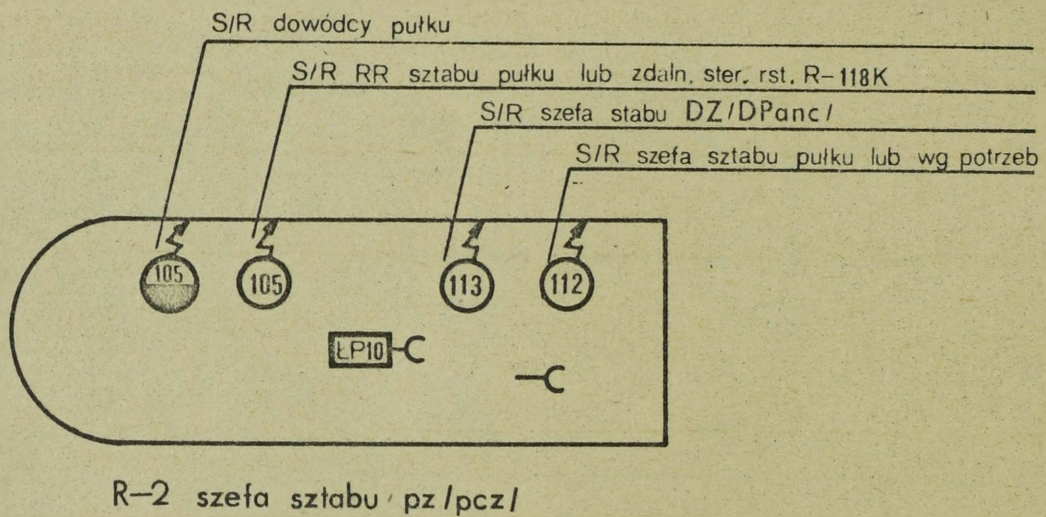 S/R dowódcy pułku
S/R RR sztabu pułku lub zdaln. ster. rst. R-118K
S/R szefa stabu DZ/DPanc/
S/R szefa sztabu pułku lub wg potrzeb
105
105
113
112
ŁP10
R-2 szefa sztabu pz/pcz/